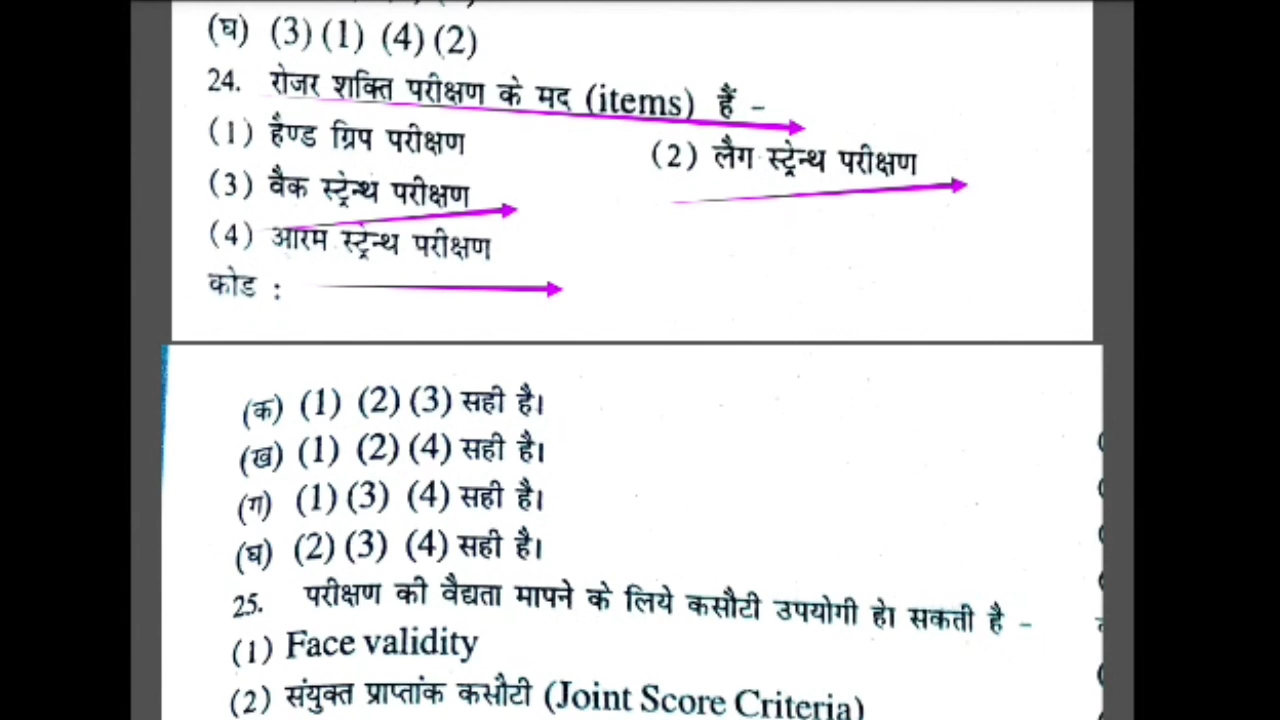 (घ) (3) (1) (4) (2)
24. रोजर शक्ति परीक्षण के मद (items) हैं -
(1) हैण्ड ग्रिप परीक्षण (2) लैग स्ट्रेन्थ परीक्षण
(3) वैक स्ट्रेन्थ परीक्षण
(4) आरम स्ट्रेन्थ परीक्षण
कोड :
(क) (1) (2) (3) सही है।
(ख) (1) (2) (4) सही है।
(ग) (1) (3) (4) सही है।
(घ) (2) (3) (4) सही है।
25. परीक्षण की वैद्यता मापने के लिये कसौटी उपयोगी हेा सकती है -
(1) Face validity
(2) संयुक्त प्राप्तांक कसौटी (Joint Score Criteria)